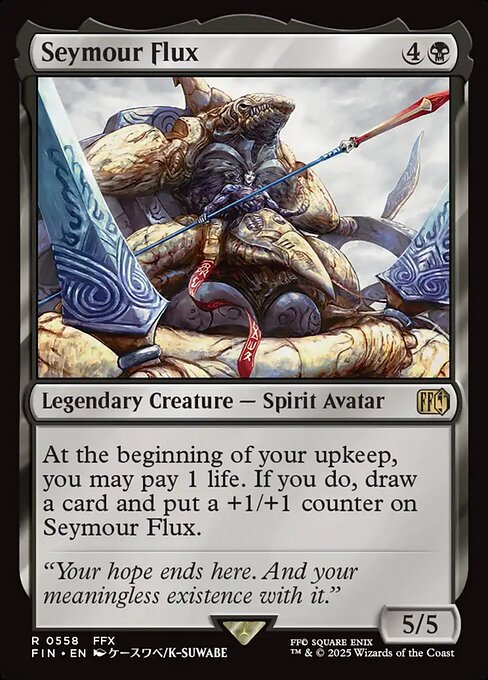 Seymour Flux 4
Legendary Creature — Spirit Avatar
FF
At the beginning of your upkeep,
you may pay 1 life. If you do, draw
a card and put a +1/+1 counter on
Seymour Flux.
“Your hope ends here. And your
meaningless existence with it.”
5/5
R 0558 FFX
FIN • EN ケースワベ/K-SUWABE
FF© SQUARE ENIX
™ & © 2025 Wizards of the Coast